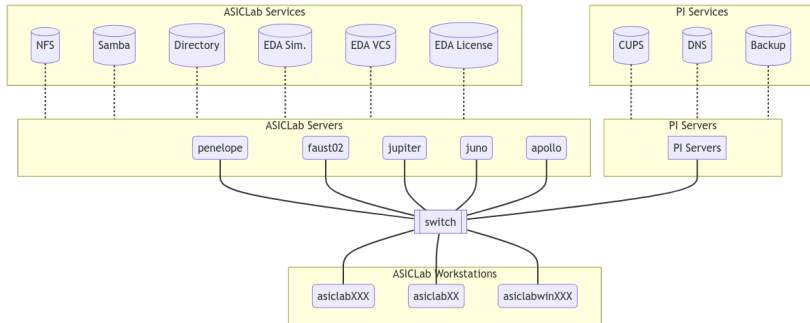 ASICLab Services
PI Services
NFS
Samba
Directory
EDA Sim.
EDA VCS
EDA License
CUPS
DNS
Backup
ASICLab Servers
PI Servers
penelope
faust02
jupiter
juno
apollo
PI Servers
switch
ASICLab Workstations
asiclabXXX
asiclabXX
asiclabwinXXX